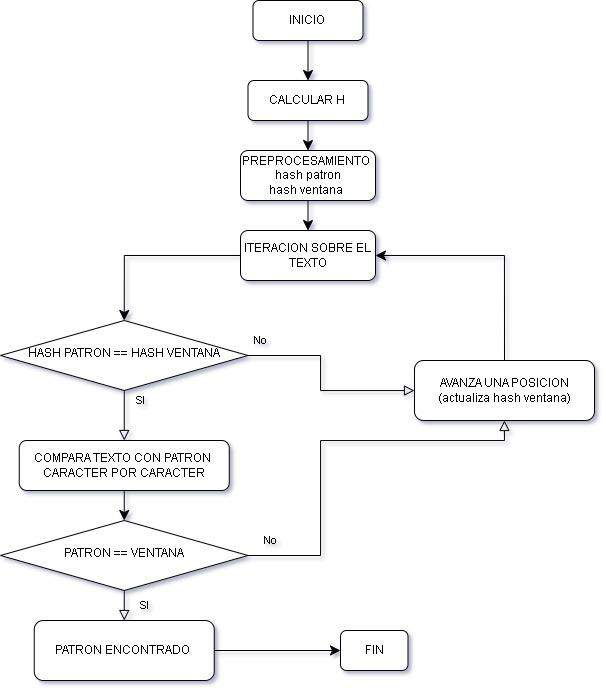 INICIO
CALCULAR H
PREPROCESAMIENTO
hash patron
hash ventana
ITERACION SOBRE EL
TEXTO
HASH PATRON == HASH VENTANA
No
AVANZA UNA POSICION
(actualiza hash ventana)
SI
COMPARA TEXTO CON PATRON
CARACTER POR CARACTER
PATRON == VENTANA
No
SI
PATRON ENCONTRADO
FIN